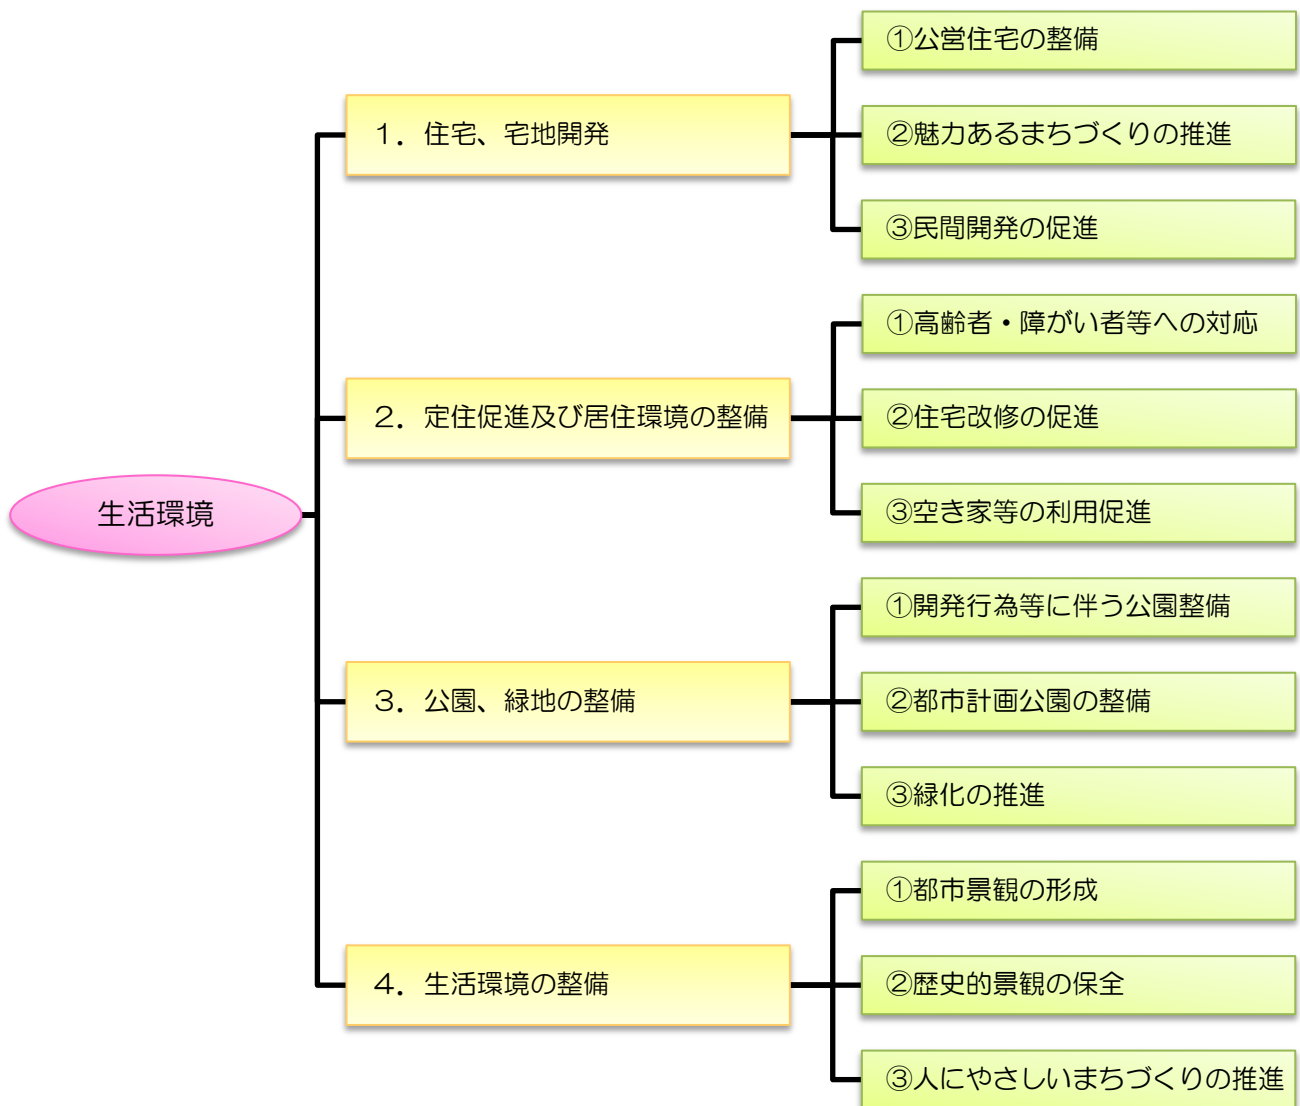 生活環境
1．住宅、宅地開発
①公営住宅の整備
②魅力あるまちづくりの推進
③民間開発の促進
2．定住促進及び居住環境の整備
①高齢者・障がい者等への対応
②住宅改修の促進
③空き家等の利用促進
3．公園、緑地の整備
①開発行為等に伴う公園整備
②都市計画公園の整備
③緑化の推進
4．生活環境の整備
①都市景観の形成
②歴史的景観の保全
③人にやさしいまちづくりの推進